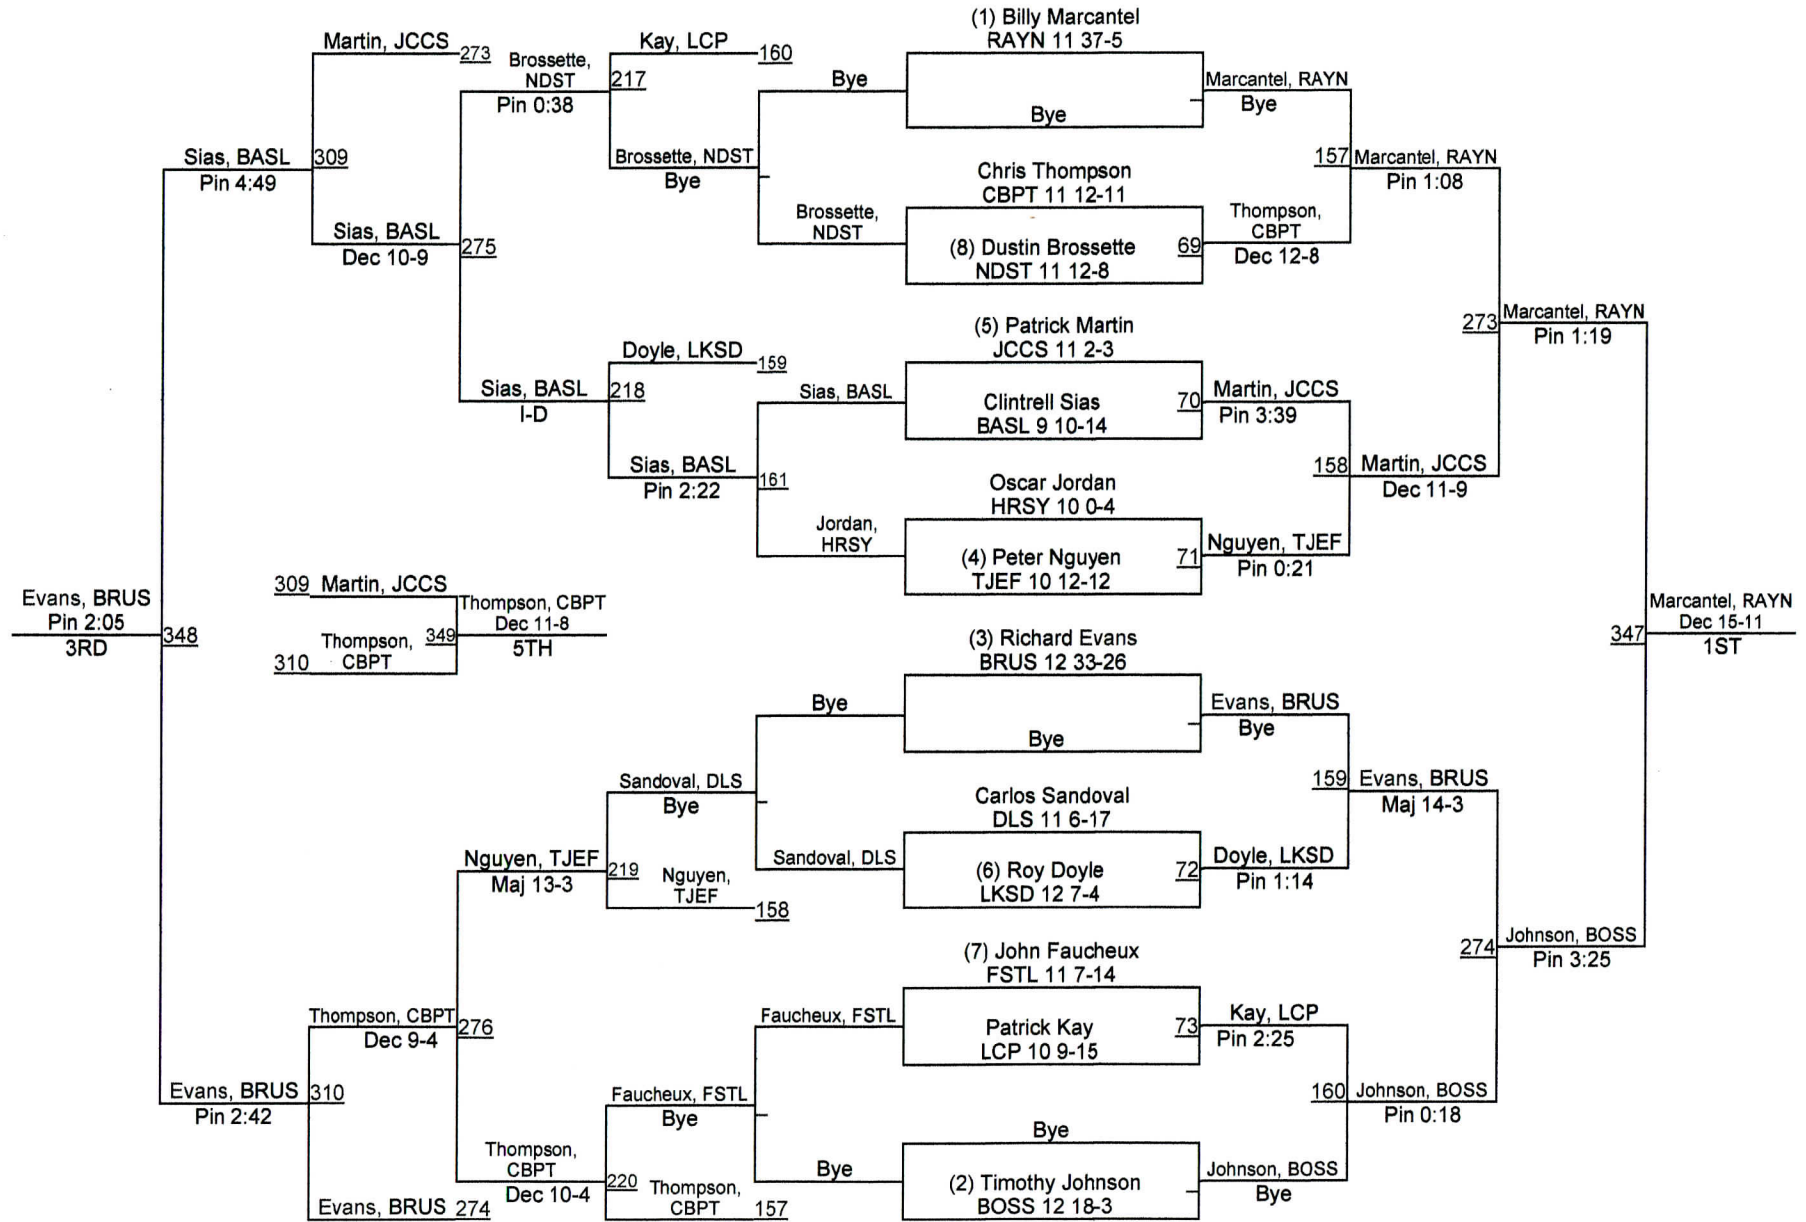 (1) Billy Marcantel
RAYN 11 37-5
Bye
Chris Thompson
CBPT 11 12-11
(8) Dustin Brossette
NDST 11 12-8
69
(5) Patrick Martin
JCCS 11 2-3
Clintrell Sias
BASL 9 10-14
70
Oscar Jordan
HRSY 10 0-4
(4) Peter Nguyen
TJEF 10 12-12
71
(3) Richard Evans
BRUS 12 33-26
Bye
Carlos Sandoval
DLS 11 6-17
(6) Roy Doyle
LKSD 12 7-4
72
(7) John Faucheux
FSTL 11 7-14
Patrick Kay
LCP 10 9-15
73
Bye
(2) Timothy Johnson
BOSS 12 18-3
Marcantel, RAYN
Bye
157
Thompson,
CBPT
Dec 12-8
Martin, JCCS
Pin 3:39
158
Nguyen, TJEF
Pin 0:21
Evans, BRUS
Bye
159
Doyle, LKSD
Pin 1:14
Kay, LCP
Pin 2:25
160
Johnson, BOSS
Bye
Marcantel, RAYN
Pin 1:08
273
Martin, JCCS
Dec 11-9
Evans, BRUS
Maj 14-3
274
Johnson, BOSS
Pin 0:18
Marcantel, RAYN
Pin 1:19
347
Johnson, BOSS
Pin 3:25
Marcantel, RAYN
Dec 15-11
1ST
Bye
Brossette,
NDST
Sias, BASL
161
Jordan,
HRSY
Bye
Sandoval, DLS
Faucheux, FSTL
Bye
Kay, LCP
160
217
Brossette, NDST
Bye
Doyle, LKSD
159
218
Sias, BASL
Pin 2:22
Sandoval, DLS
Bye
219
Nguyen,
TJEF
158
Faucheux, FSTL
Bye
220
Thompson,
CBPT
157
Brossette,
NDST
Pin 0:38
275
Sias, BASL
I-D
Nguyen, TJEF
Maj 13-3
276
Thompson,
CBPT
Dec 10-4
Martin, JCCS
273
309
Sias, BASL
Dec 10-9
Thompson, CBPT
Dec 9-4
310
Evans, BRUS
274
Sias, BASL
Pin 4:49
348
Evans, BRUS
Pin 2:42
Evans, BRUS
Pin 2:05
3RD
309
Martin, JCCS
349
310
Thompson,
CBPT
Thompson, CBPT
Dec 11-8
5TH